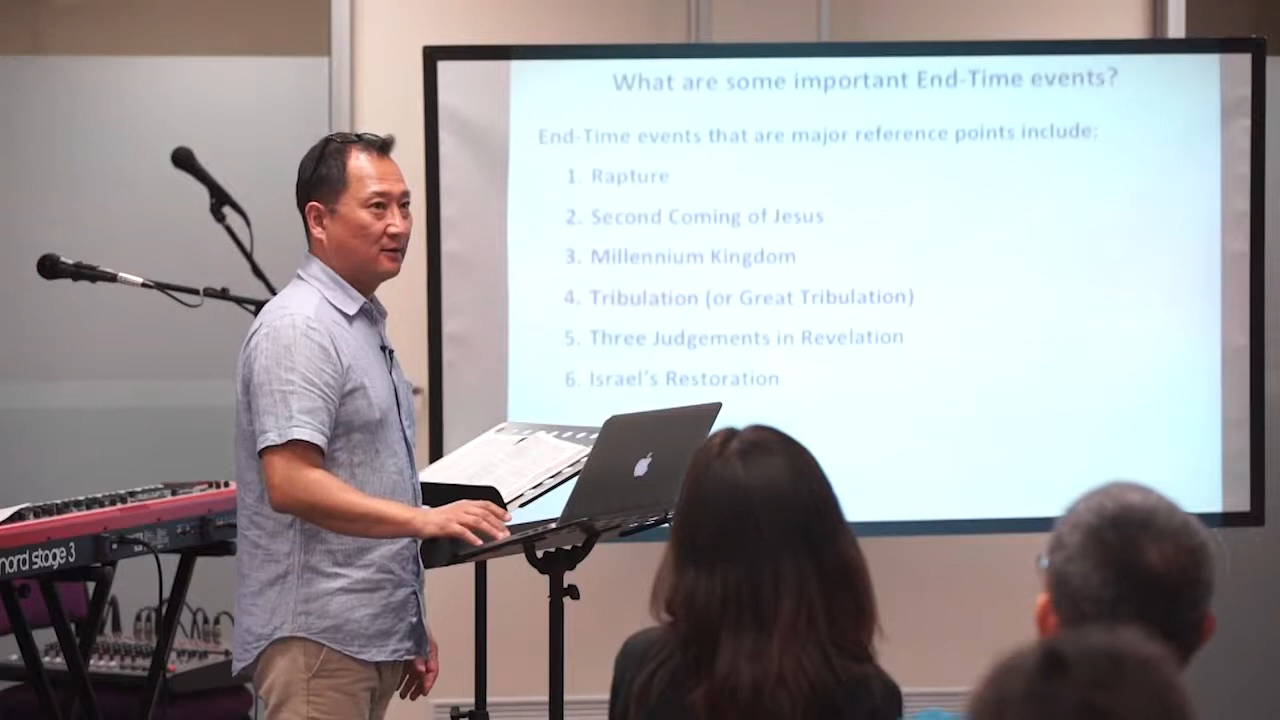 What are some important End-Time events?
End-Time events that are major reference points include;
1. Rapture
2. Second Coming of Jesus
3. Millennium Kingdom
4. Tribulation (or Great Tribulation)
5. Three Judgements in Revelation
6. Israel's Restoration
nord stage 3